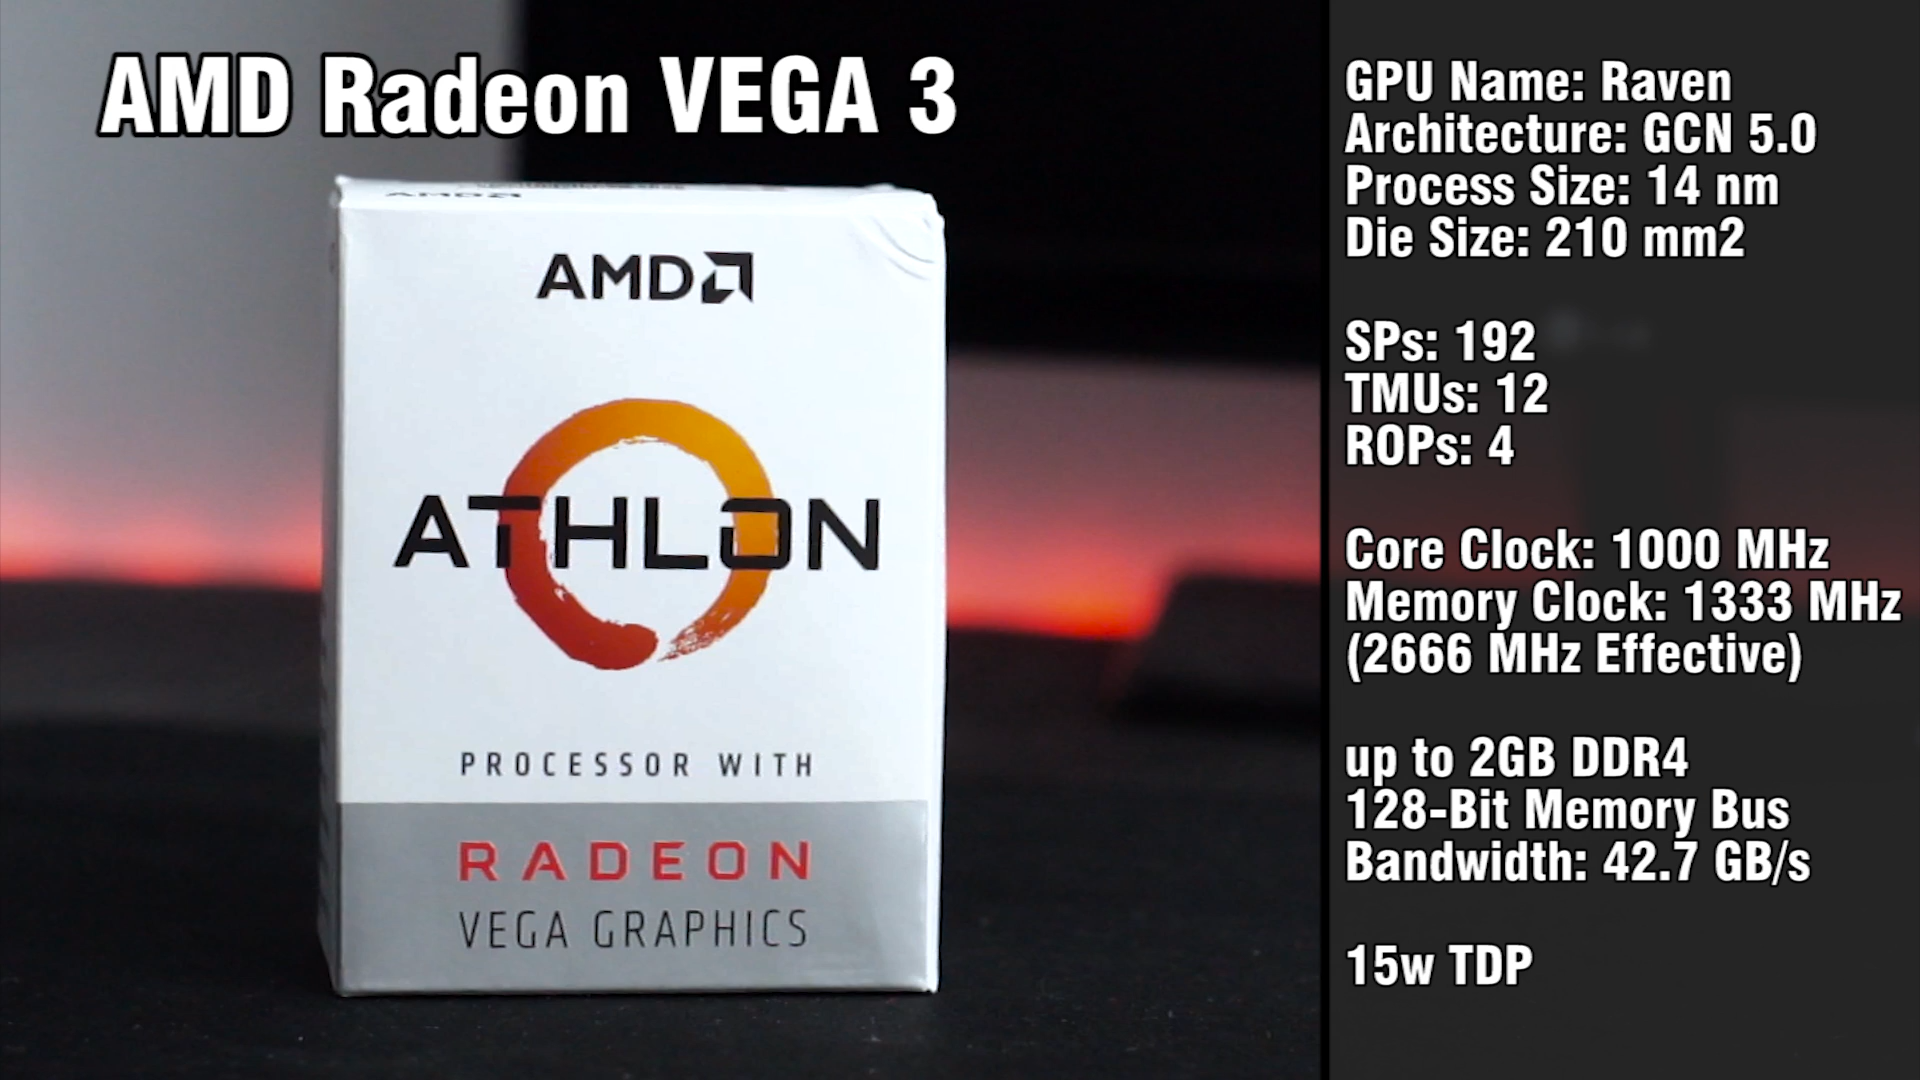 AMD Radeon VEGA 3
AMD
AMD
ATHLON
PROCESSOR WITH
RADEON
VEGA GRAPHICS
GPU Name: Raven
Architecture: GCN 5.0
Process Size: 14 nm
Die Size: 210 mm2
SPs: 192
TMUs: 12
ROPs: 4
Core Clock: 1000 MHz
Memory Clock: 1333 MHz
(2666 MHz Effective)
up to 2GB DDR4
128-Bit Memory Bus
Bandwidth: 42.7 GB/s
15w TDP